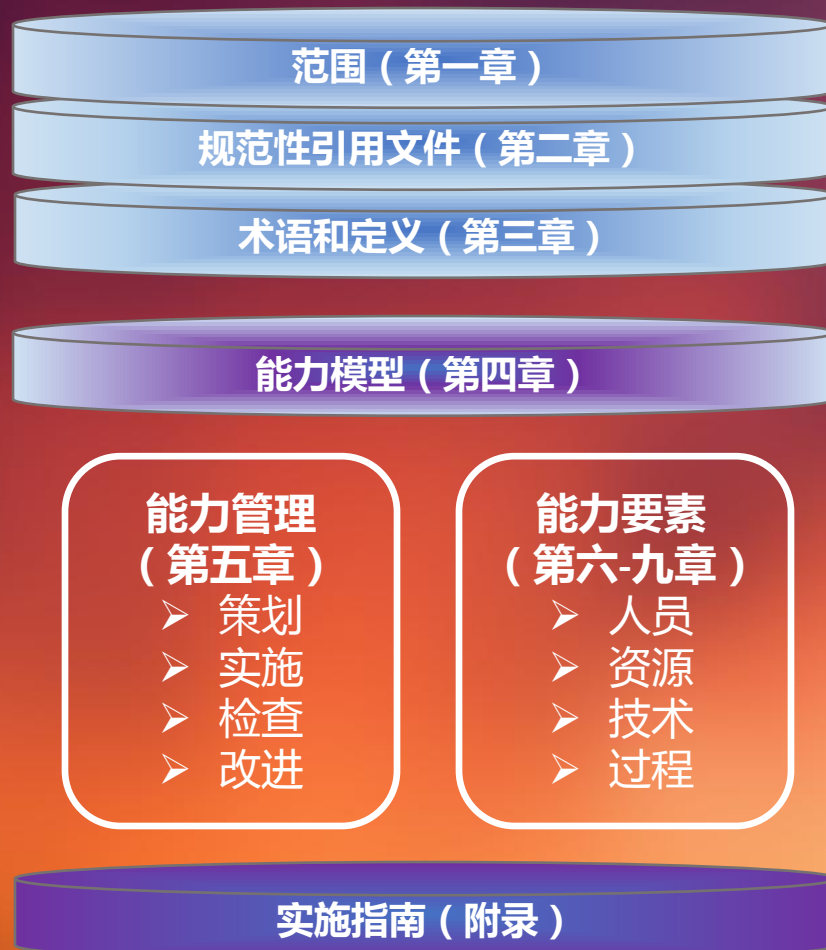 范围（第一章）
规范性引用文件（第二章）
术语和定义（第三章）
能力模型（第四章）
能力管理
（第五章）
➢ 策划
➢ 实施
➢ 检查
➢ 改进
能力要素
（第六-九章）
➢ 人员
➢ 资源
➢ 技术
➢ 过程
实施指南（附录）